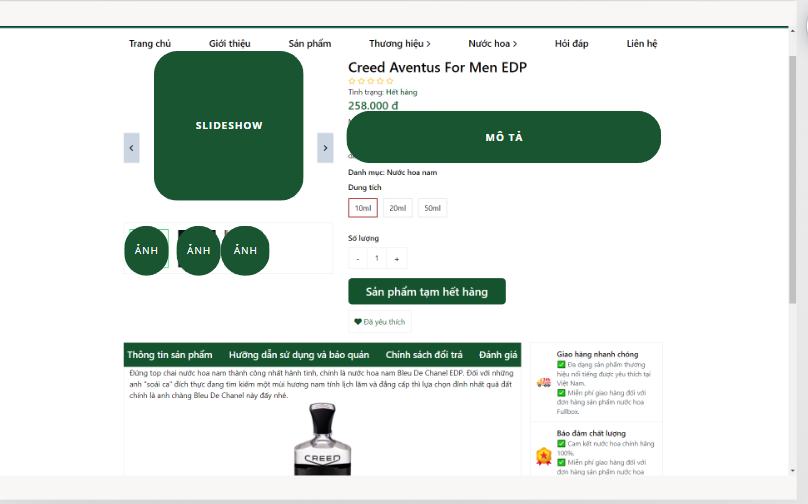 Trang chủ Giới thiệu Sản phẩm Thương hiệu Nước hoa Hỏi đáp Liên hệ
SLIDESHOW
ẢNH ẢNH ẢNH
Creed Aventus For Men EDP
Tình trạng: Hết hàng
258.000 đ
MÔ TẢ
Danh mục: Nước hoa nam
Dung tích
10ml 20ml 50ml
Số lượng
- 1 +
Sản phẩm tạm hết hàng
Đã yêu thích
Thông tin sản phẩm Hướng dẫn sử dụng và bảo quản Chính sách đổi trả Đánh giá
Đứng top chai nước hoa nam thành công nhất hành tinh, chính là nước hoa nam Bleu De Chanel EDP. Đối với những
anh "soái ca" đích thực đang tìm kiếm một mùi hương nam tính lịch lãm và đẳng cấp thì lựa chọn đỉnh nhất quả đất
chính là anh chàng Bleu De Chanel này đấy nhé.
CREED
Giao hàng nhanh chóng
✅ Đa dạng sản phẩm thương
hiệu nổi tiếng được yêu thích tại
Việt Nam.
✅ Miễn phí giao hàng đối với
đơn hàng sản phẩm nước hoa
Fullbox.
Bảo đảm chất lượng
✅ Cam kết nước hoa chính hãng
100%.
✅ Miễn phí giao hàng đối với
đơn hàng sản phẩm nước hoa